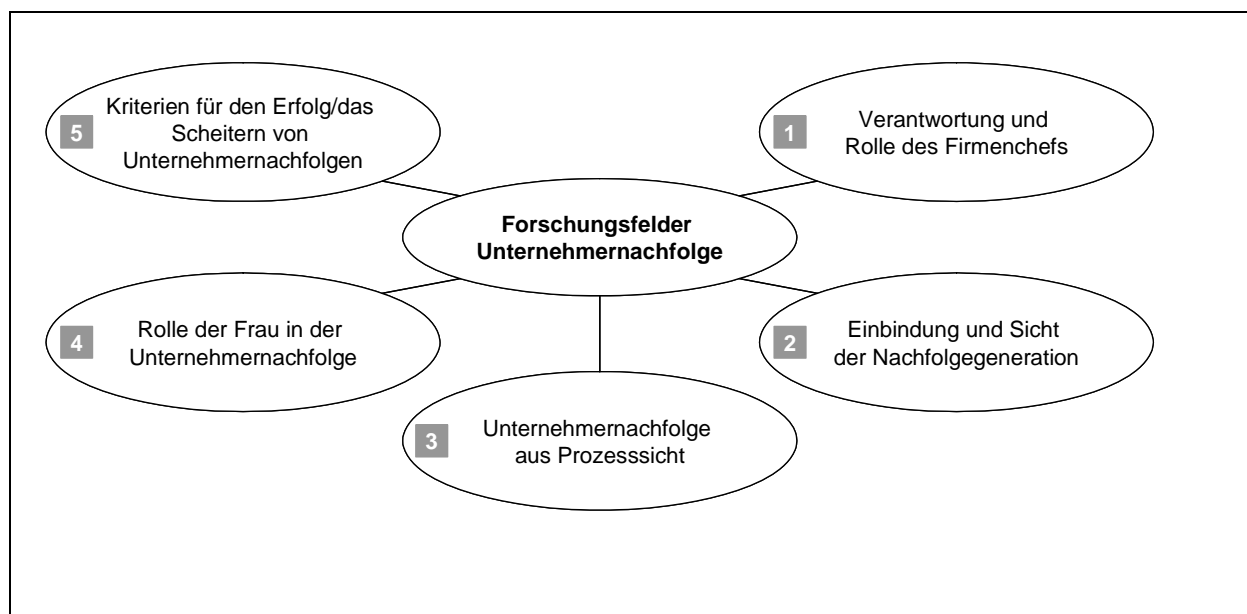 Forschungsfelder
Unternehmernachfolge
1
Verantwortung und
Rolle des Firmenchefs
2
Einbindung und Sicht
der Nachfolgegeneration
3
Unternehmernachfolge
aus Prozesssicht
4
Rolle der Frau in der
Unternehmernachfolge
5
Kriterien für den Erfolg/das
Scheitern von
Unternehmernachfolgen